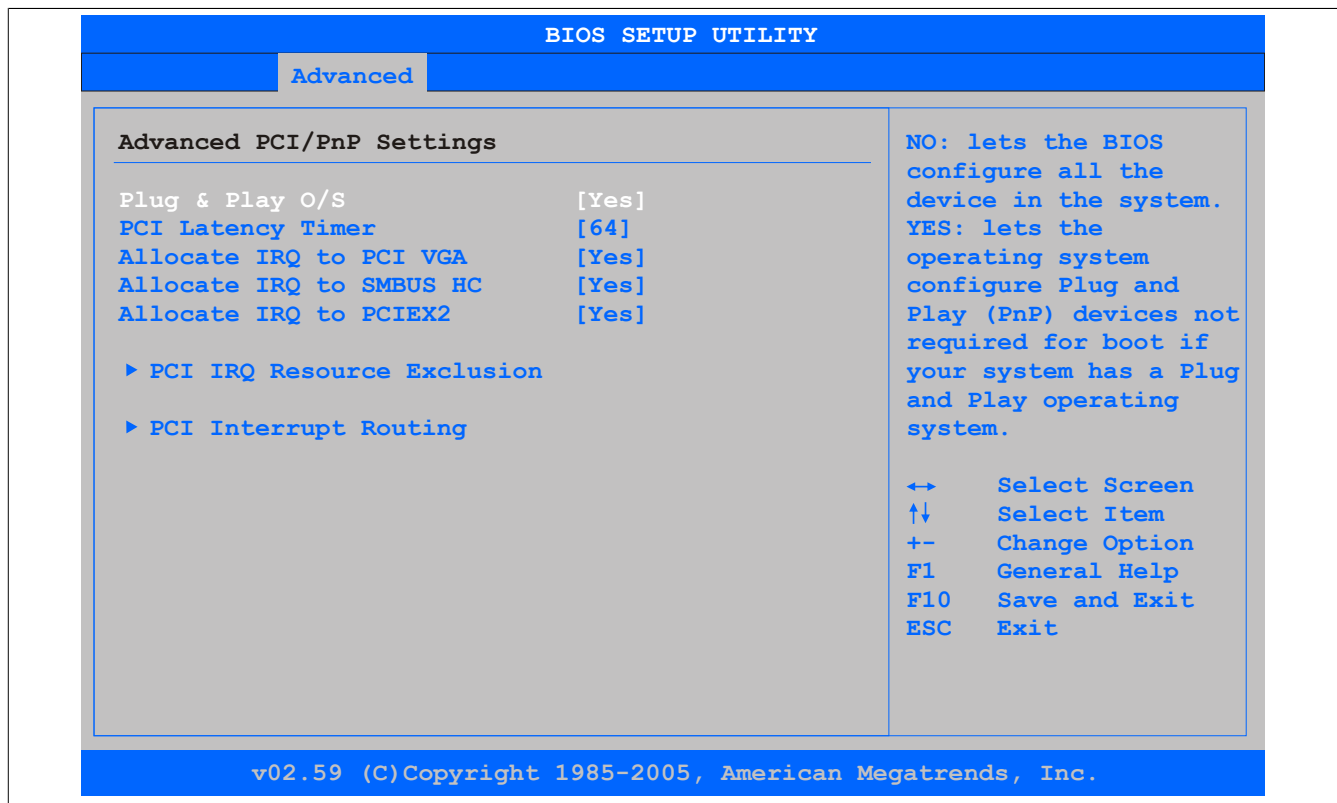 BIOS SETUP UTILITY
Advanced
Advanced PCI/PnP Settings
Plug & Play O/S [Yes]
PCI Latency Timer [64]
Allocate IRQ to PCI VGA [Yes]
Allocate IRQ to SMBUS HC [Yes]
Allocate IRQ to PCIEX2 [Yes]
▶ PCI IRQ Resource Exclusion
▶ PCI Interrupt Routing
NO: lets the BIOS
configure all the
device in the system.
YES: lets the
operating system
configure Plug and
Play (PnP) devices not
required for boot if
your system has a Plug
and Play operating
system.
↔ Select Screen
↑↓ Select Item
+- Change Option
F1 General Help
F10 Save and Exit
ESC Exit
v02.59 (C)Copyright 1985-2005, American Megatrends, Inc.